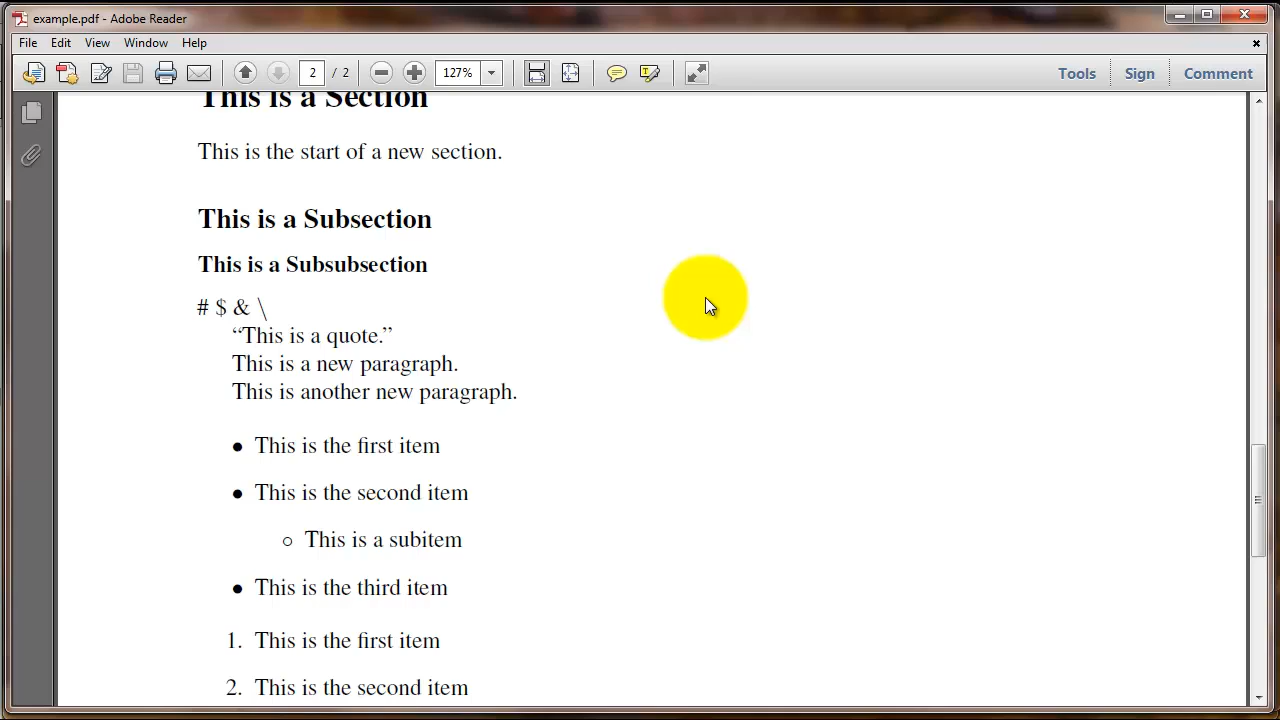 example.pdf - Adobe Reader
File Edit View Window Help
2 / 2 127% Tools Sign Comment
This is a Section
This is the start of a new section.
This is a Subsection
This is a Subsubsection
# $ & \
“This is a quote.”
This is a new paragraph.
This is another new paragraph.
• This is the first item
• This is the second item
◦ This is a subitem
• This is the third item
1. This is the first item
2. This is the second item